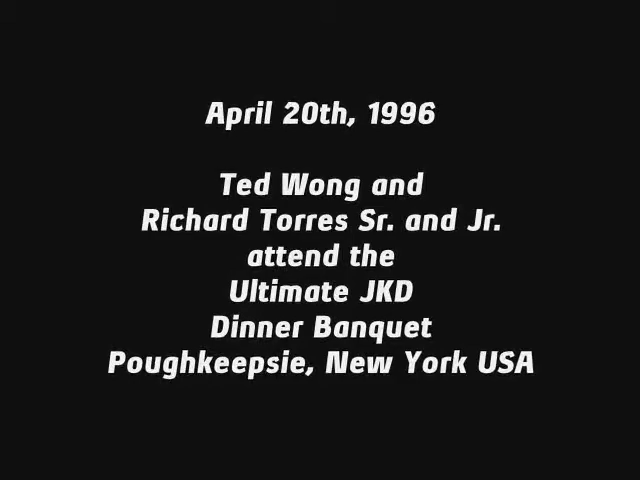 April 20th, 1996
Ted Wong and
Richard Torres Sr. and Jr.
attend the
Ultimate JKD
Dinner Banquet
Poughkeepsie, New York USA